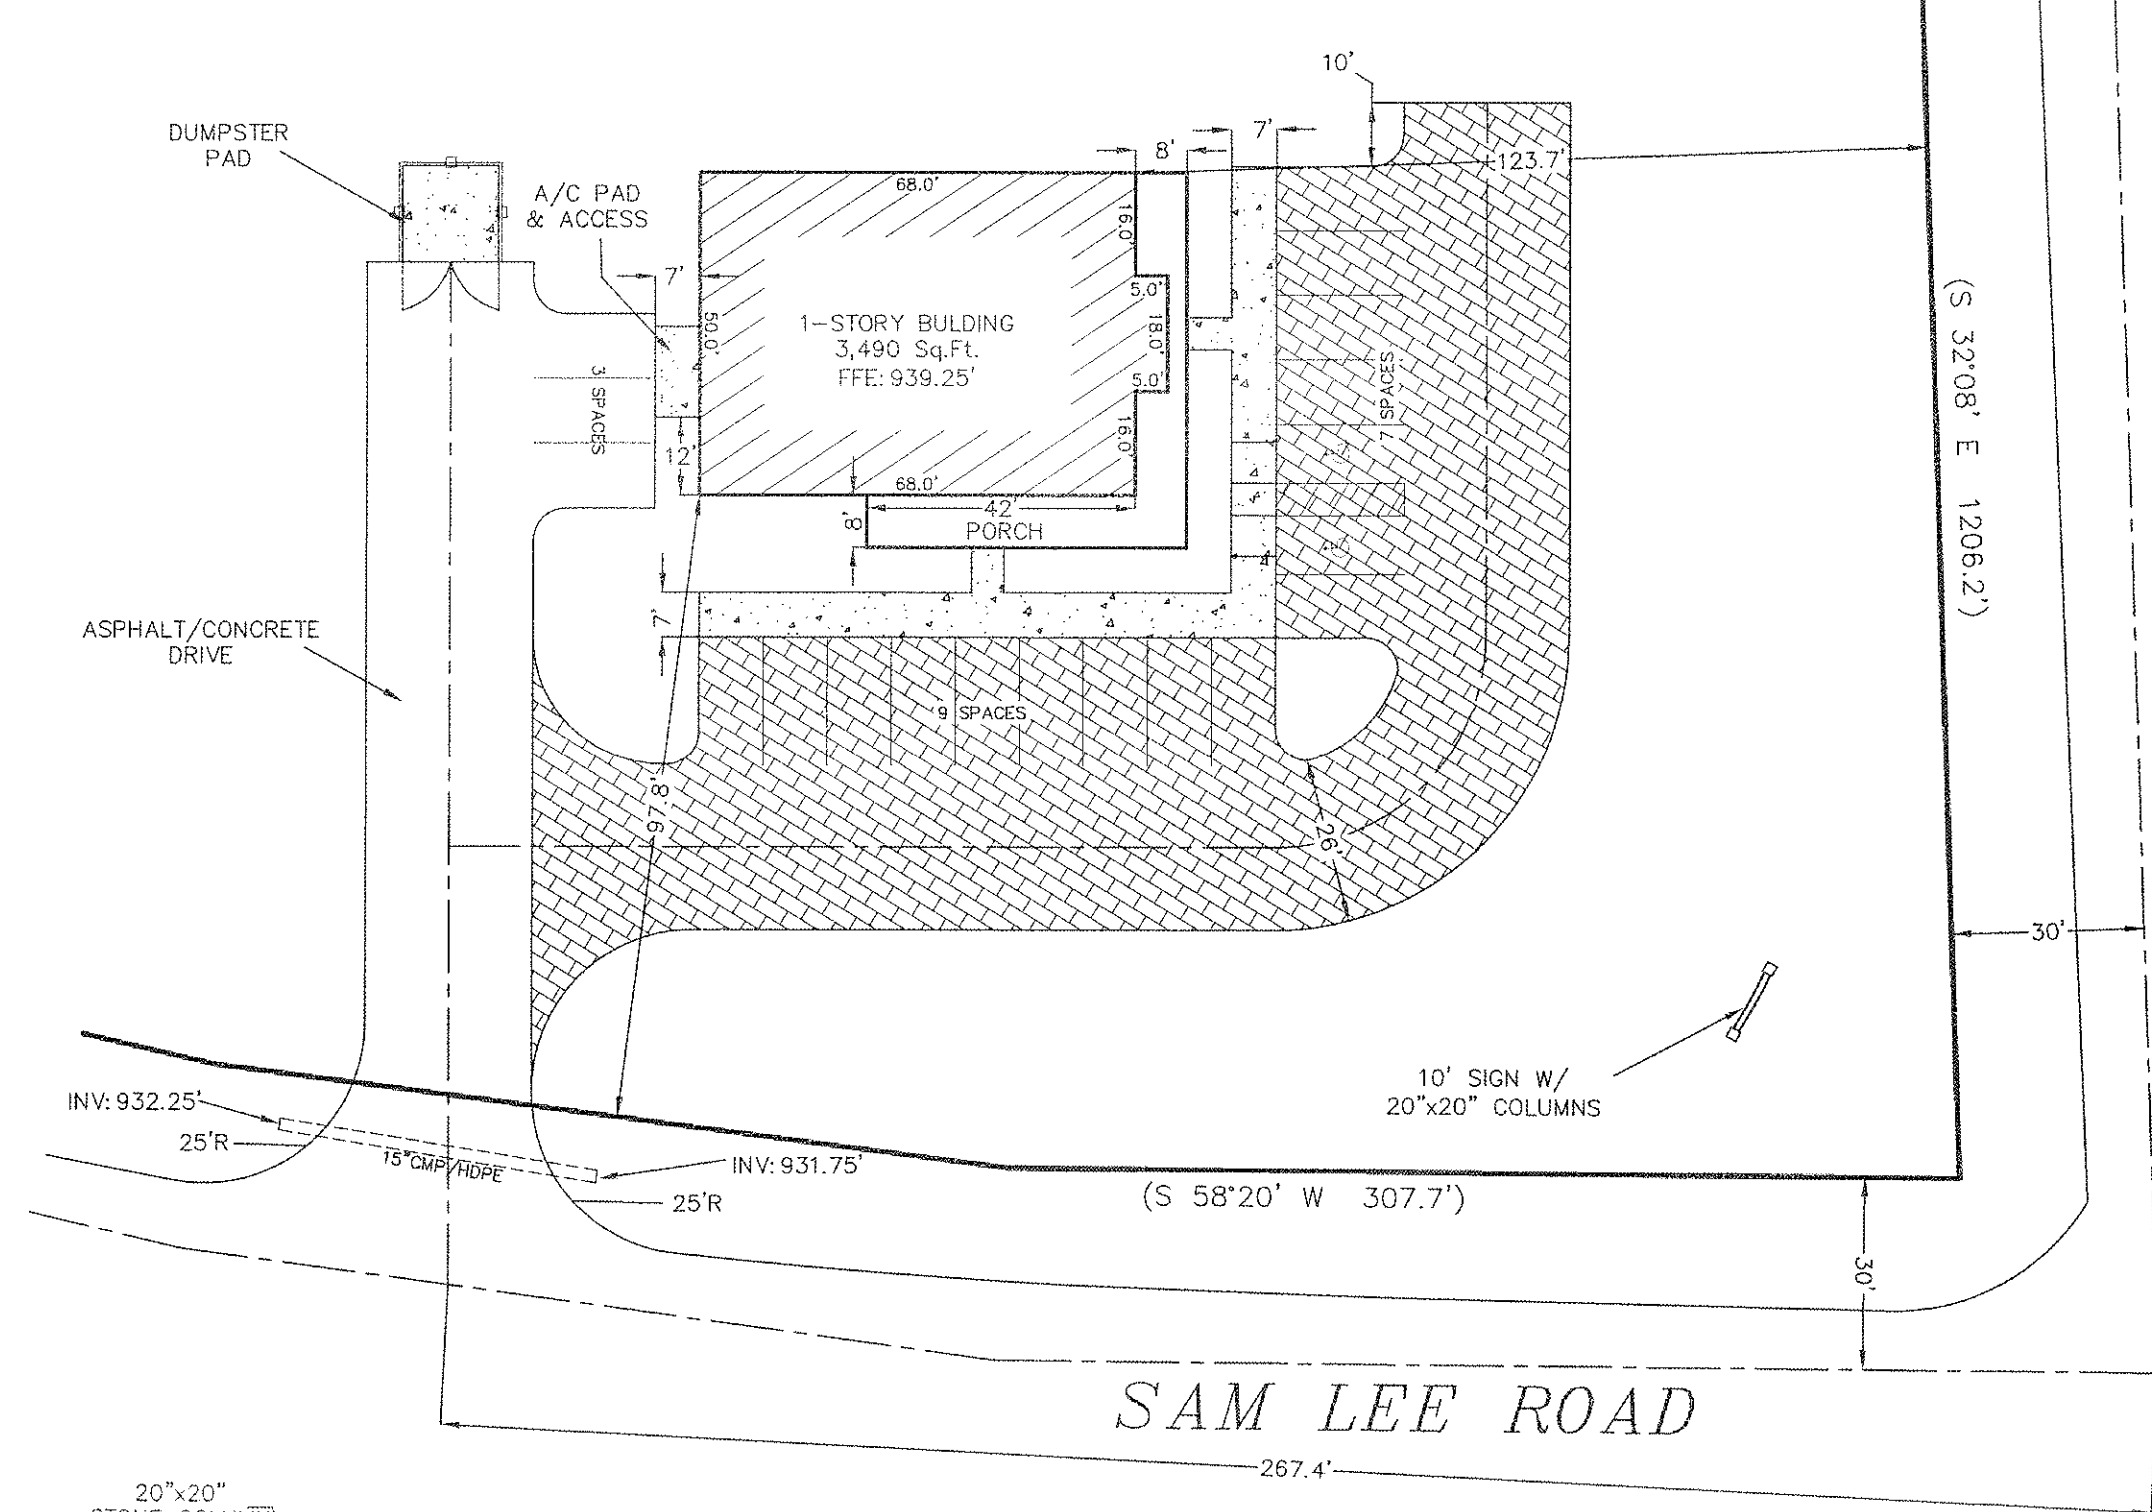 10'
DUMPSTER
PAD
7'
8'
123.7'
68.0'
A/C PAD
& ACCESS
16.0'
7'
5.0'
50.0'
18.0'
1-STORY BULDING
3,490 Sq.Ft.
FFE: 939.25'
5.0'
3 SPACES
7 SPACES
16.0'
12'
68.0'
42'
8'
PORCH
(S 32°08' E 1206.2')
7'
ASPHALT/CONCRETE
DRIVE
9 SPACES
97.8'
26'
30'
10' SIGN W/
20"x20" COLUMNS
INV: 932.25'
25'R
15"CMP/HDPE
INV: 931.75'
25'R
(S 58°20' W 307.7')
30'
SAM LEE ROAD
267.4'
20"x20"